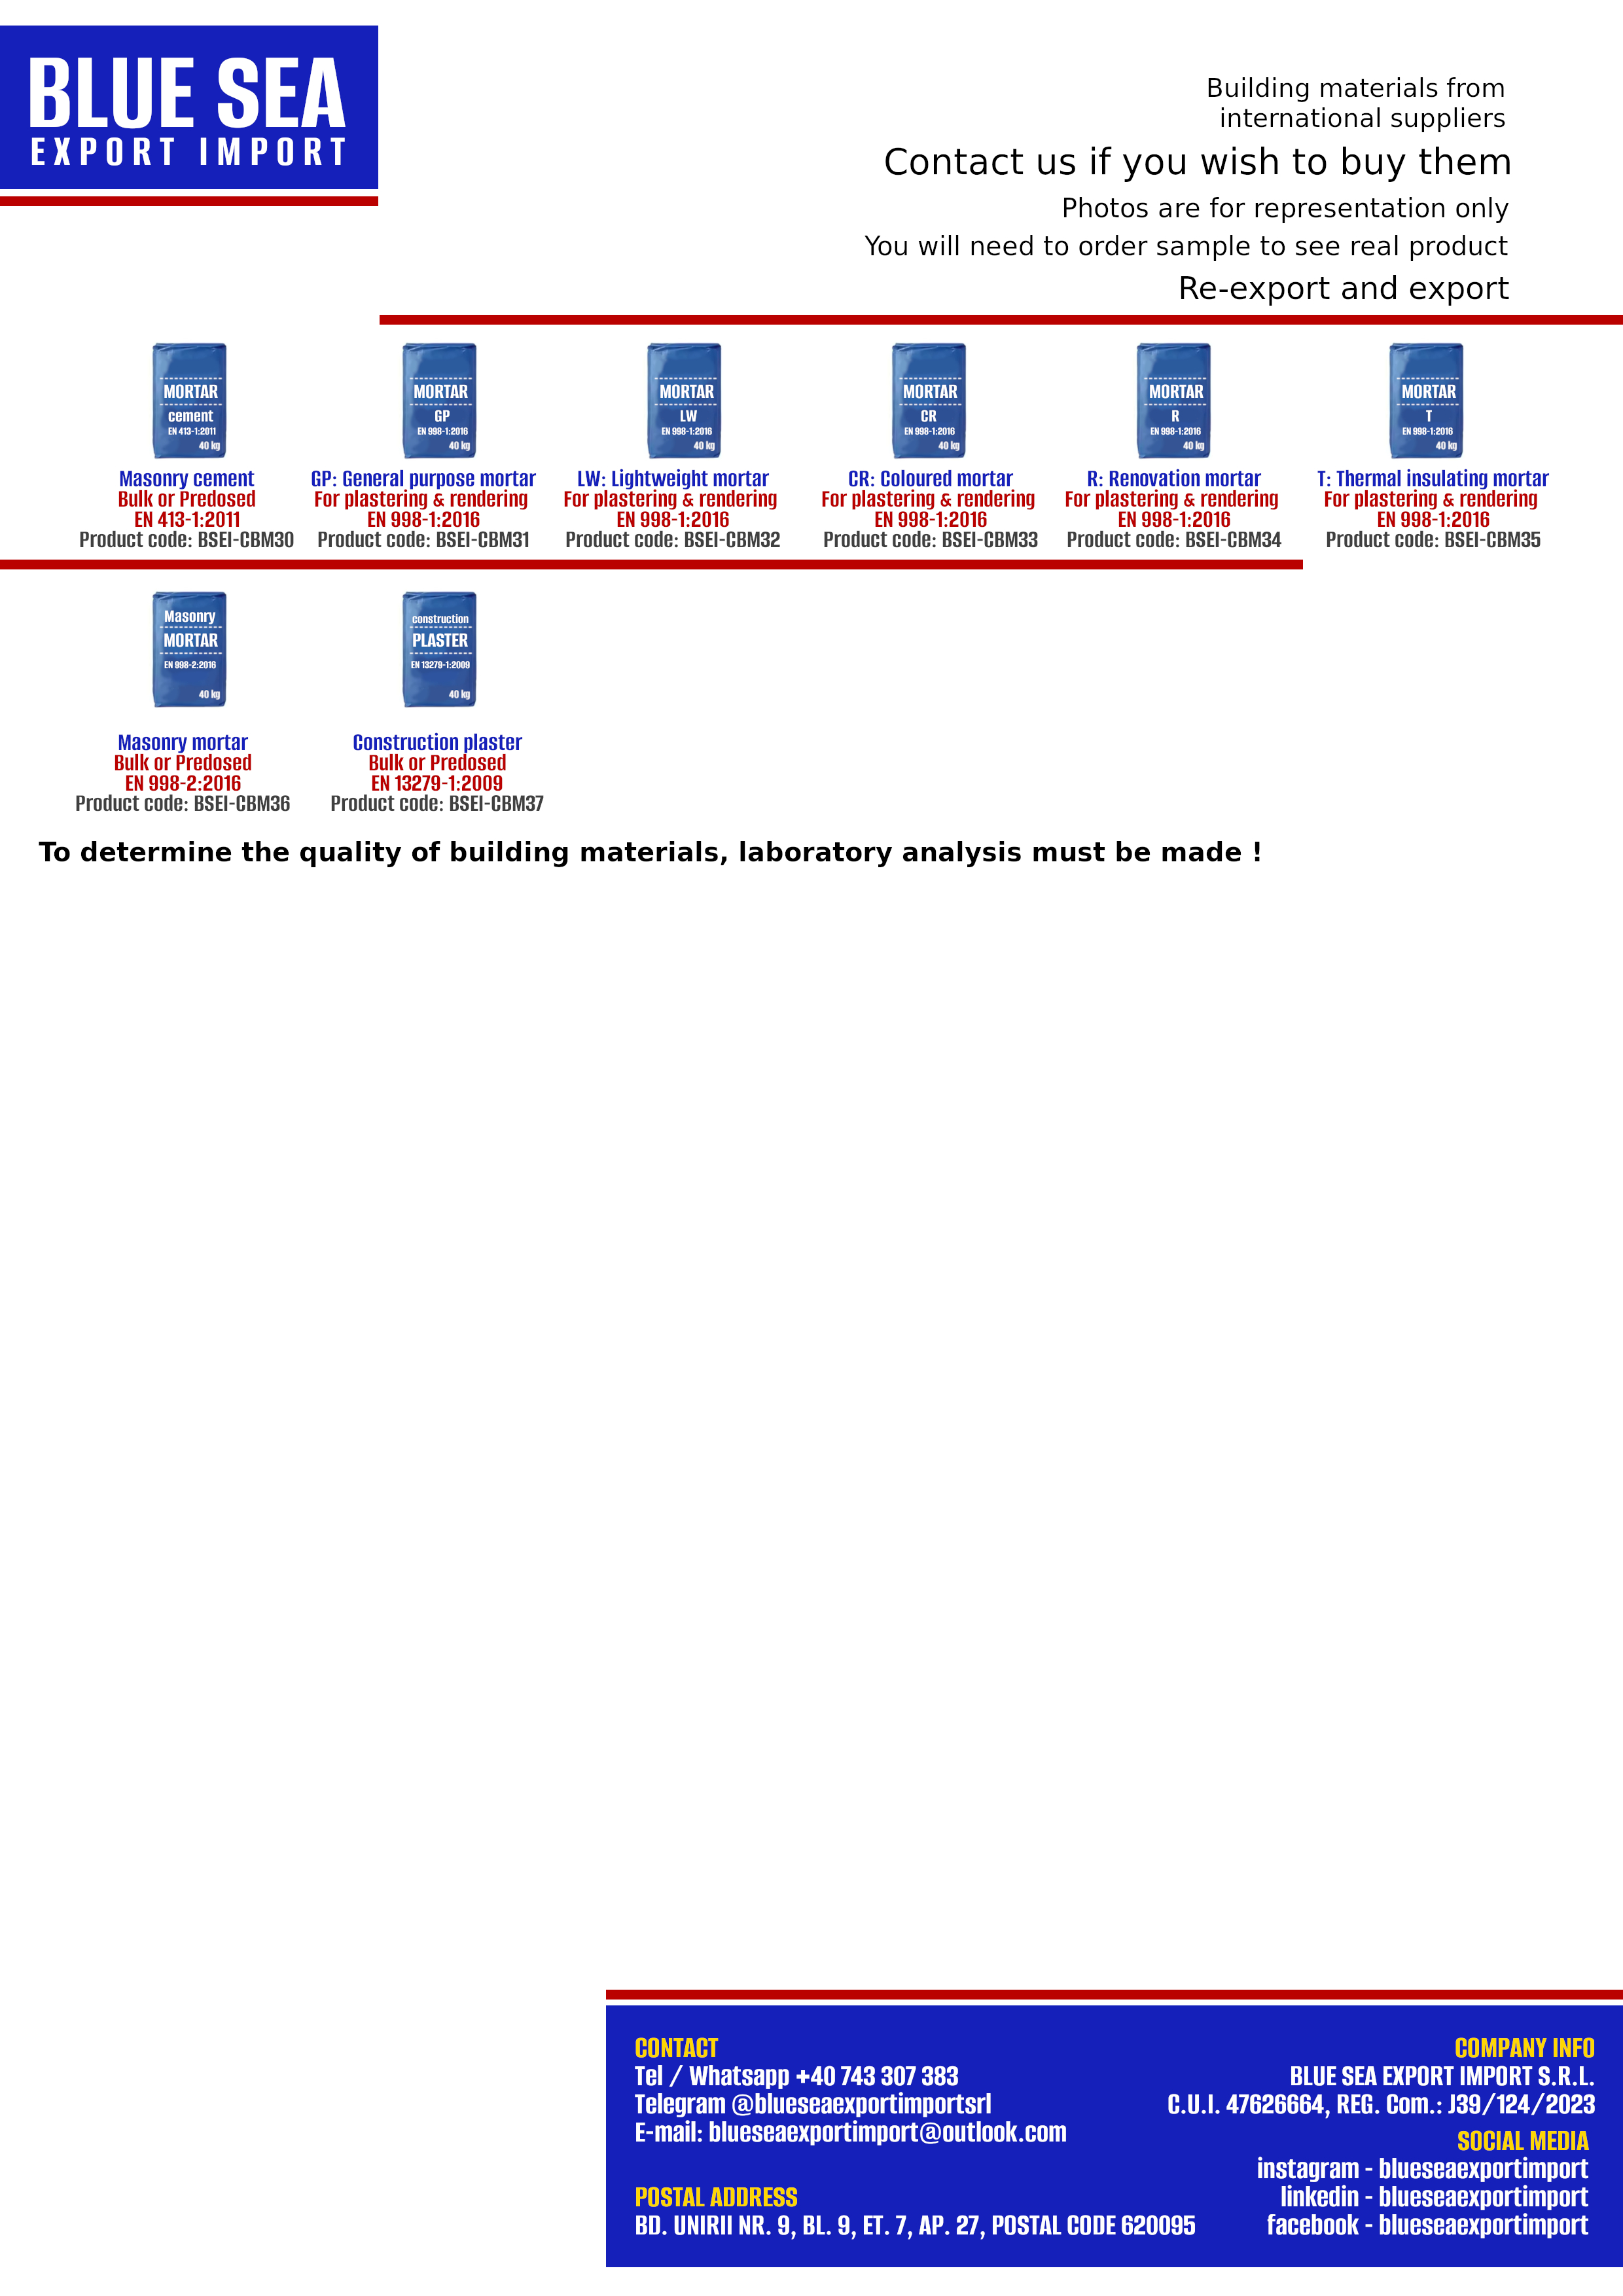 BLUE SEA
EXPORT IMPORT
Building materials from
international suppliers
Contact us if you wish to buy them
Photos are for representation only
You will need to order sample to see real product
Re-export and export
MORTAR
cement
EN 413-1:2011
40 kg
Masonry cement
Bulk or Predosed
EN 413-1:2011
Product code: BSEI-CBM30
MORTAR
GP
EN 998-1:2016
40 kg
GP: General purpose mortar
For plastering & rendering
EN 998-1:2016
Product code: BSEI-CBM31
MORTAR
LW
EN 998-1:2016
40 kg
LW: Lightweight mortar
For plastering & rendering
EN 998-1:2016
Product code: BSEI-CBM32
MORTAR
CR
EN 998-1:2016
40 kg
CR: Coloured mortar
For plastering & rendering
EN 998-1:2016
Product code: BSEI-CBM33
MORTAR
R
EN 998-1:2016
40 kg
R: Renovation mortar
For plastering & rendering
EN 998-1:2016
Product code: BSEI-CBM34
MORTAR
T
EN 998-1:2016
40 kg
T: Thermal insulating mortar
For plastering & rendering
EN 998-1:2016
Product code: BSEI-CBM35
Masonry
MORTAR
EN 998-2:2016
40 kg
Masonry mortar
Bulk or Predosed
EN 998-2:2016
Product code: BSEI-CBM36
construction
PLASTER
EN 13279-1:2009
40 kg
Construction plaster
Bulk or Predosed
EN 13279-1:2009
Product code: BSEI-CBM37
To determine the quality of building materials, laboratory analysis must be made !
CONTACT
Tel / Whatsapp +40 743 307 383
Telegram @blueseaexportimportsrl
E-mail: blueseaexportimport@outlook.com
POSTAL ADDRESS
BD. UNIRII NR. 9, BL. 9, ET. 7, AP. 27, POSTAL CODE 620095
COMPANY INFO
BLUE SEA EXPORT IMPORT S.R.L.
C.U.I. 47626664, REG. Com.: J39/124/2023
SOCIAL MEDIA
instagram - blueseaexportimport
linkedin - blueseaexportimport
facebook - blueseaexportimport